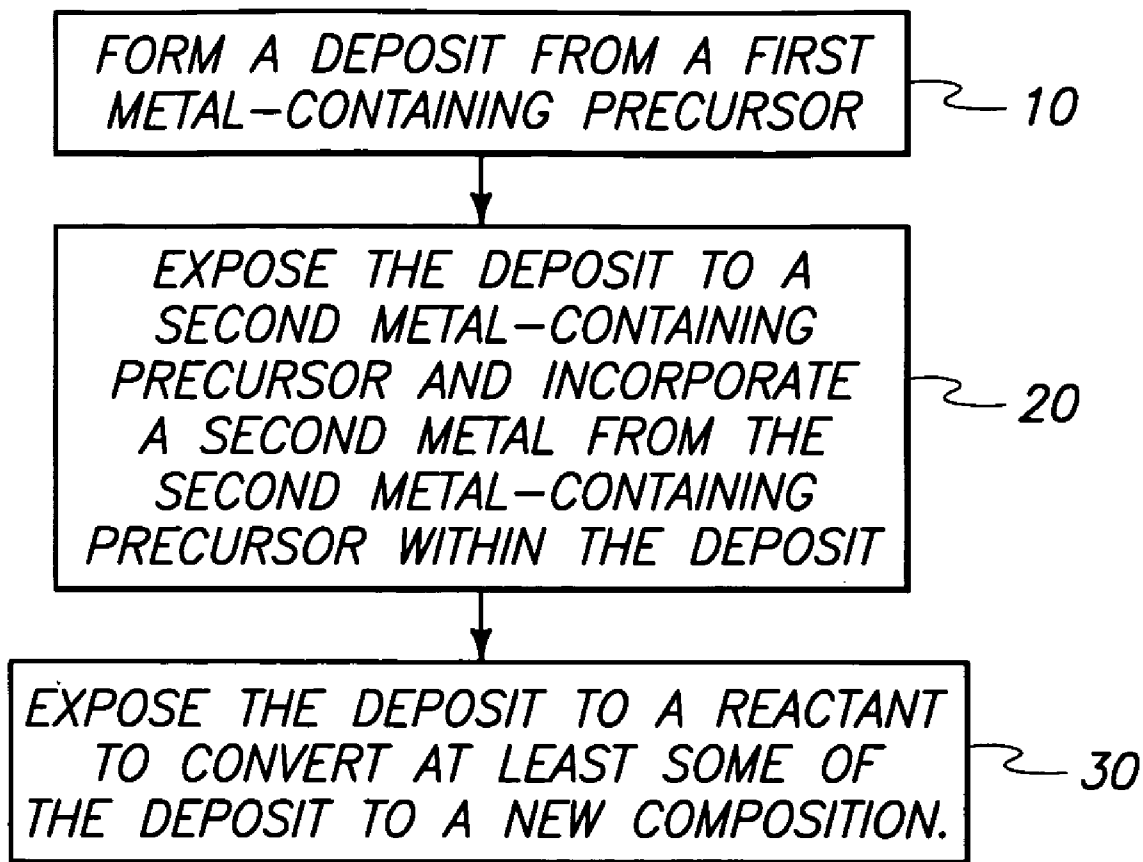 FORM A DEPOSIT FROM A FIRST
METAL-CONTAINING PRECURSOR
10
EXPOSE THE DEPOSIT TO A
SECOND METAL-CONTAINING
PRECURSOR AND INCORPORATE
A SECOND METAL FROM THE
SECOND METAL-CONTAINING
PRECURSOR WITHIN THE DEPOSIT
20
EXPOSE THE DEPOSIT TO A REACTANT
TO CONVERT AT LEAST SOME OF
THE DEPOSIT TO A NEW COMPOSITION.
30